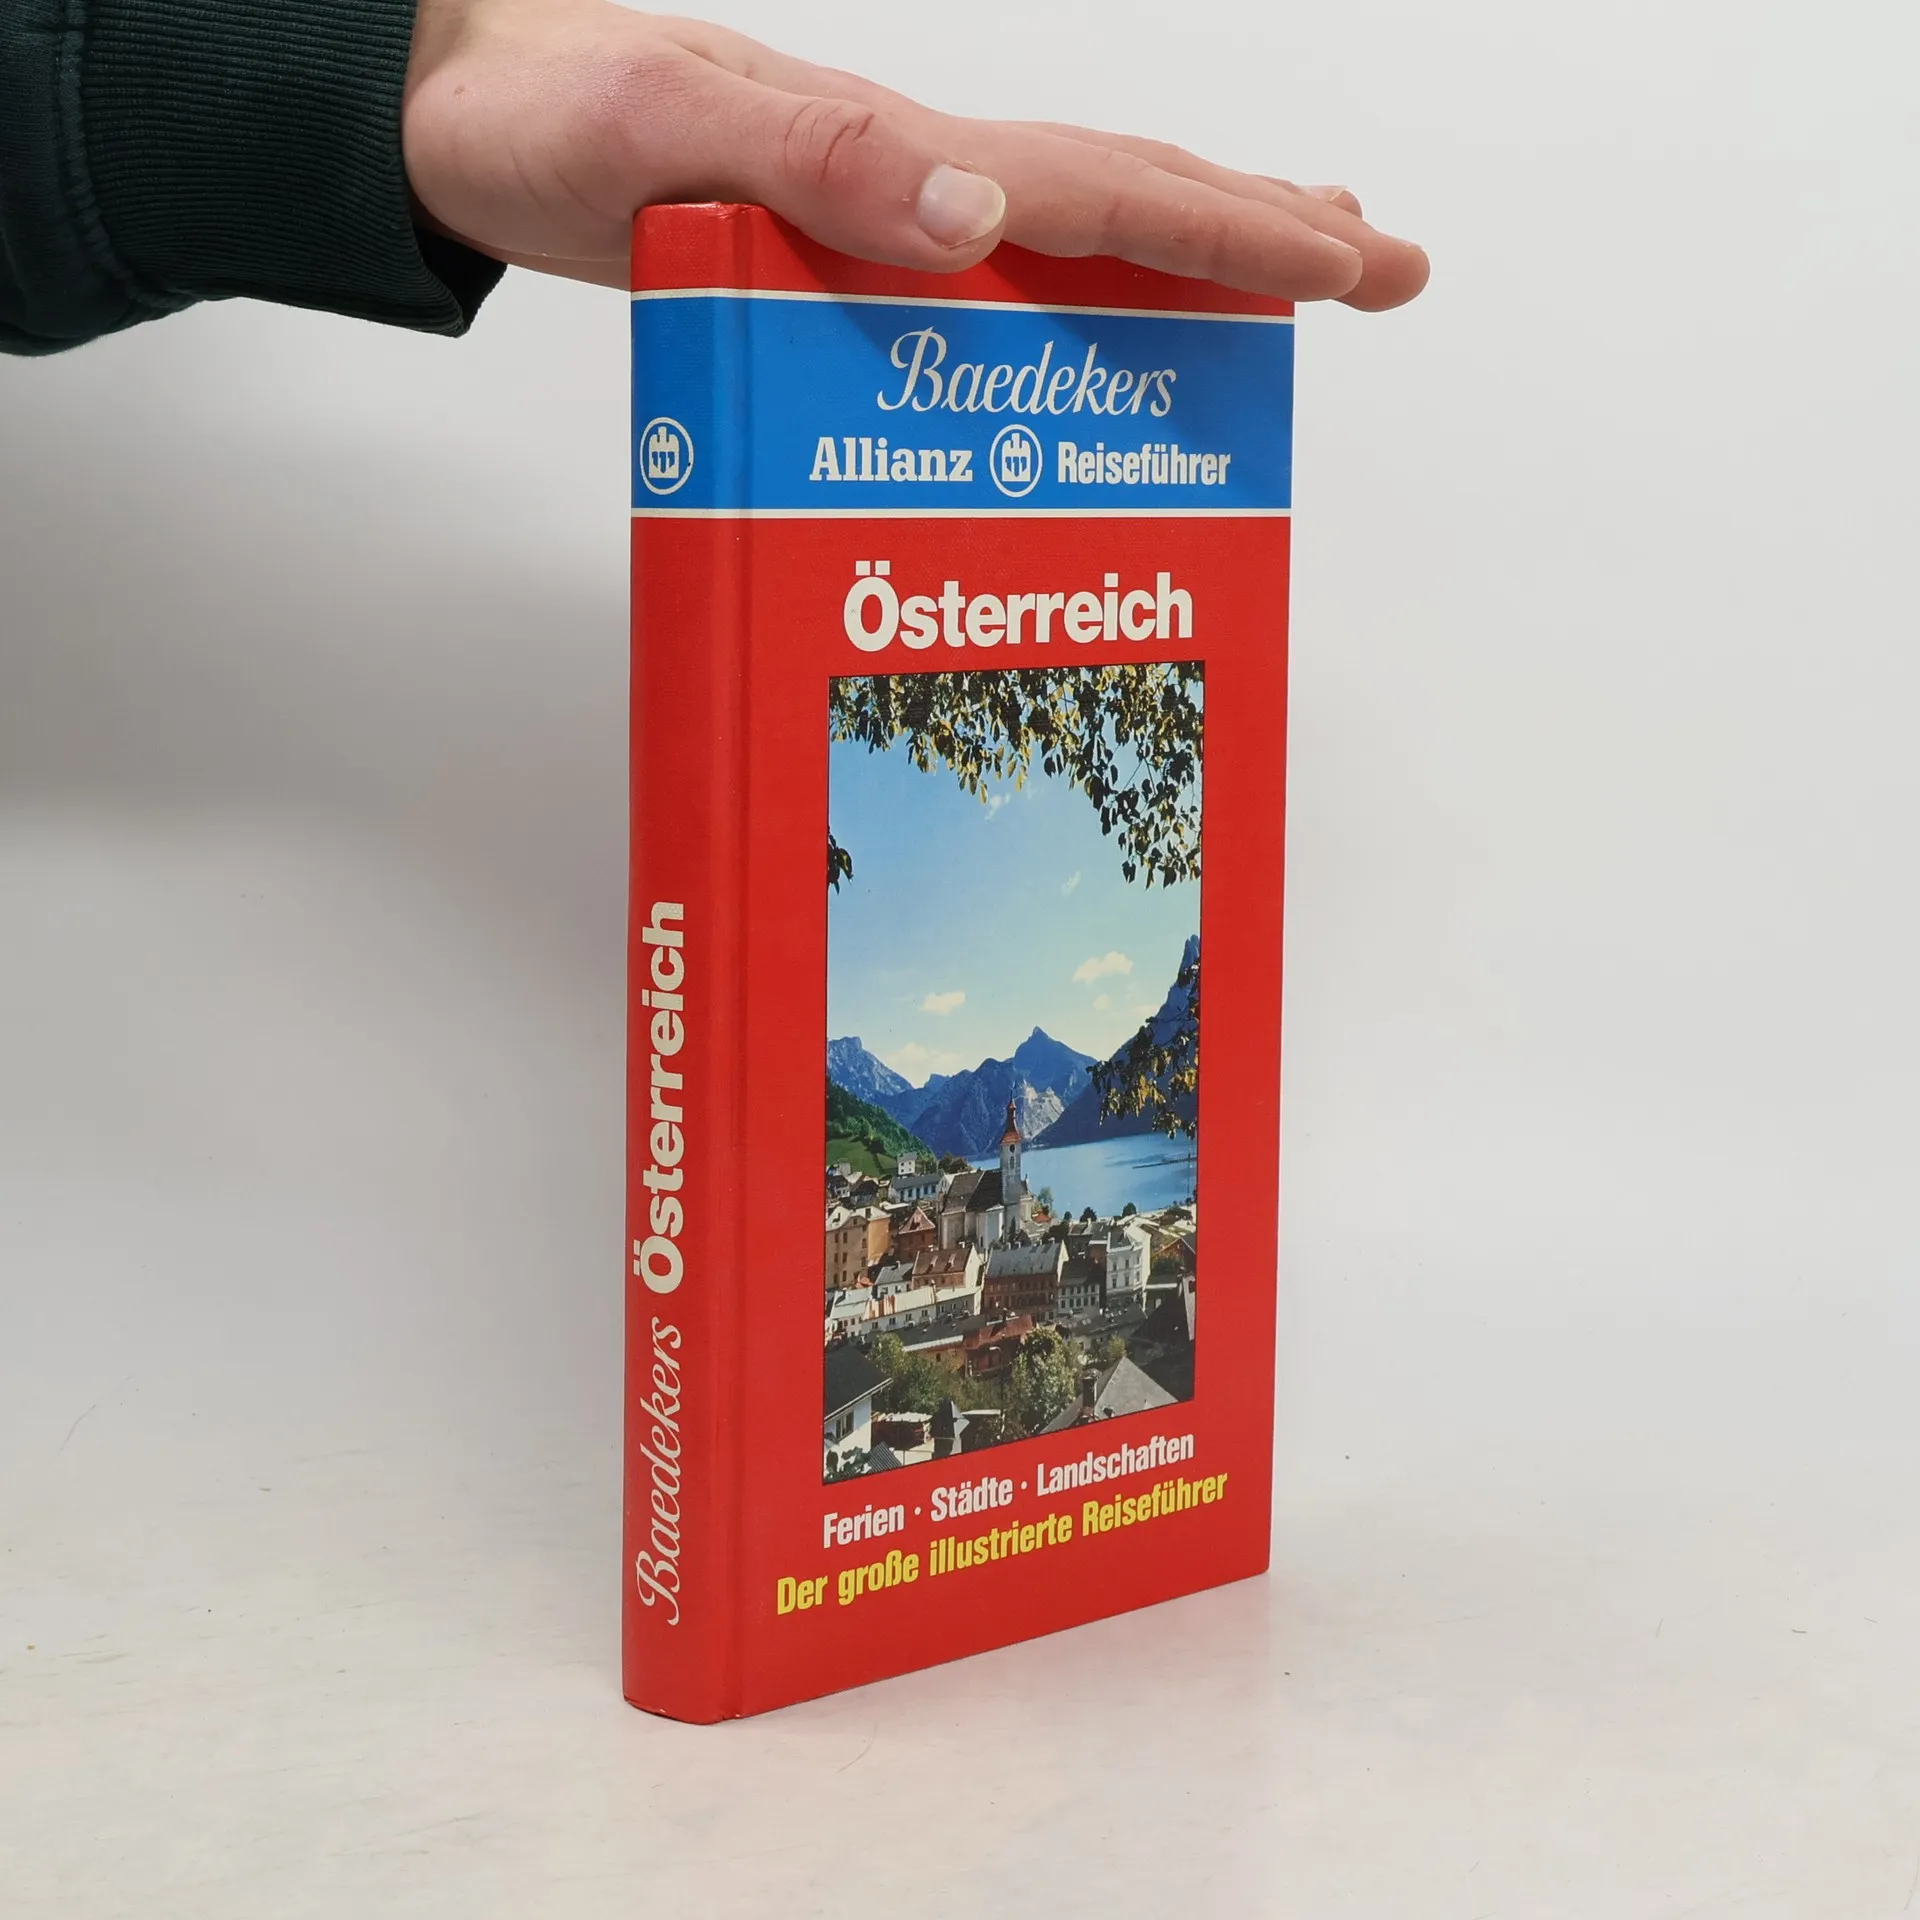 Baedekers
Allianz Reiseführer
Österreich
Ferien · Städte · Landschaften
Der große illustrierte Reiseführer
Baedekers Österreich